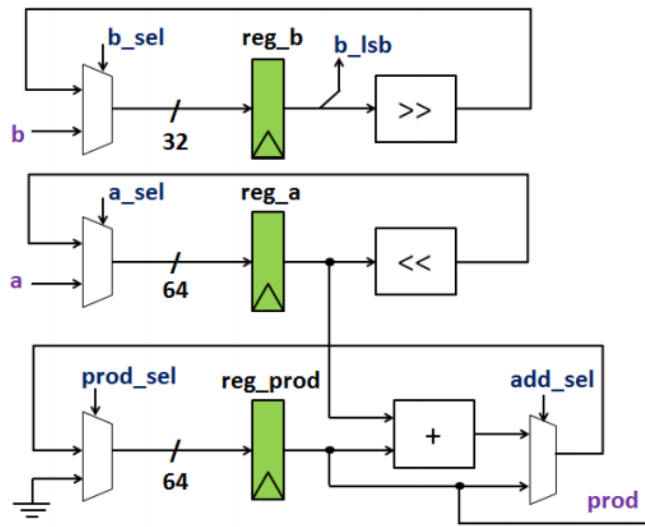 b_sel
reg_b
b_lsb
b
32
>>
a_sel
reg_a
a
64
<<
prod_sel
reg_prod
add_sel
64
+
prod